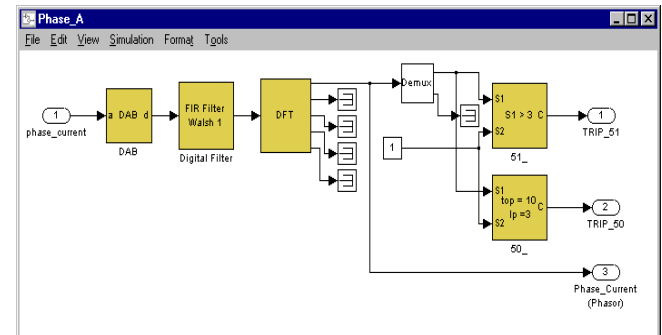 Phase_A
File Edit View Simulation Format Tools
1
phase_current
a DAB d
DAB
FIR Filter
Walsh 1
Digital Filter
DFT
Demux
1
S1
S1 > 3 C
S2
51_
1
TRIP_51
S1
top = 10
C
Ip =3
S2
50_
2
TRIP_50
3
Phase_Current
(Phasor)